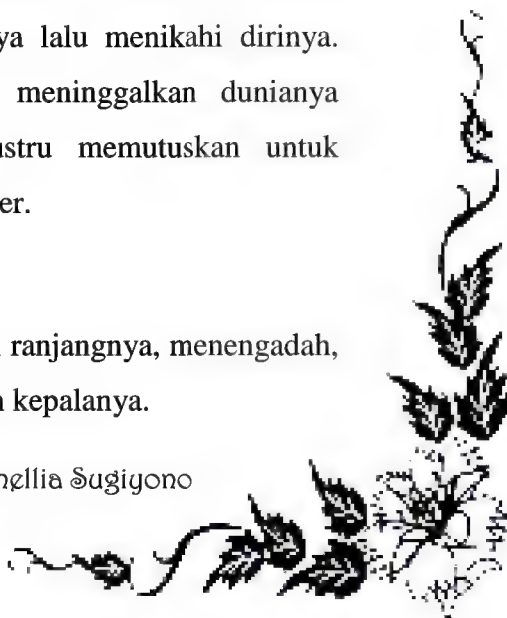 ya lalu menikahi dirinya.
meninggalkan dunianya
ustru memutuskan untuk
er.
ranjangnya, menengadah,
kepalanya.
nellia Sugiyono